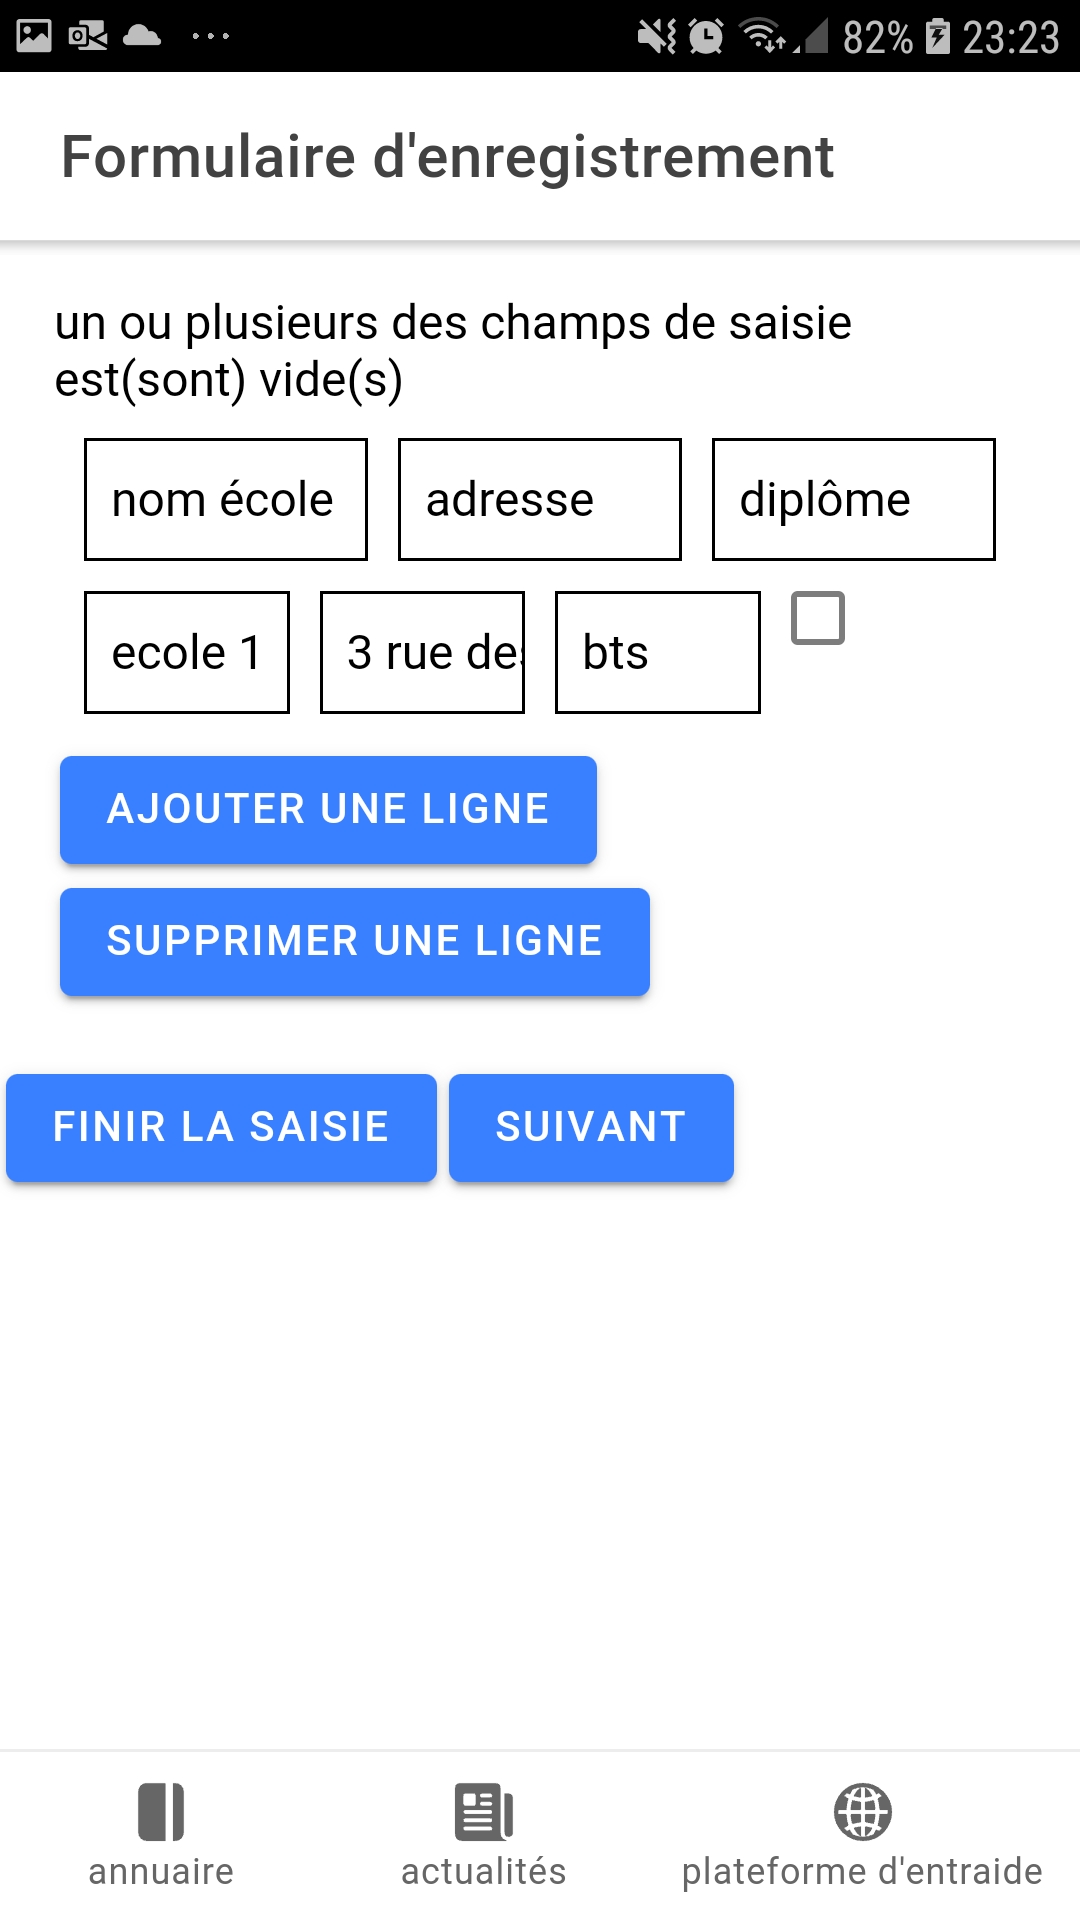 82% 23:23
Formulaire d'enregistrement
un ou plusieurs des champs de saisie
est(sont) vide(s)
nom école adresse diplôme
ecole 1 3 rue des bts
AJOUTER UNE LIGNE
SUPPRIMER UNE LIGNE
FINIR LA SAISIE SUIVANT
annuaire actualités plateforme d'entraide